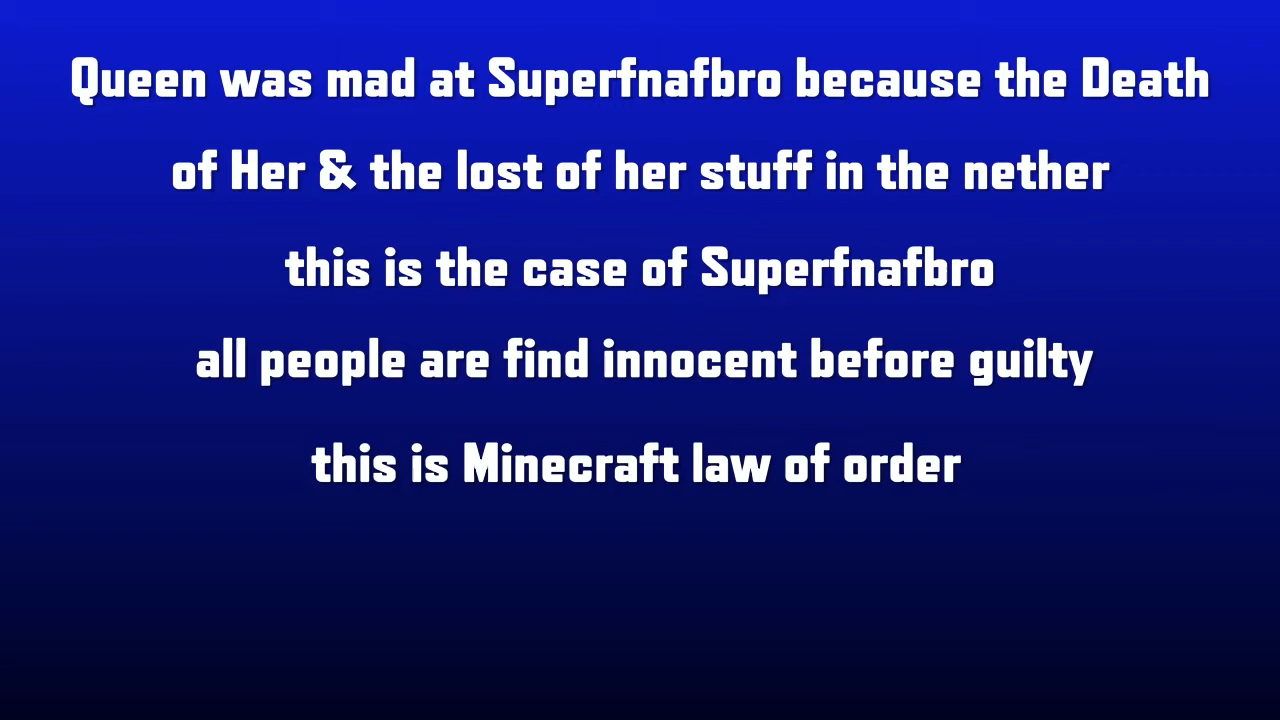 Queen was mad at Superfnafbro because the Death
of Her & the lost of her stuff in the nether
this is the case of Superfnafbro
all people are find innocent before guilty
this is Minecraft law of order